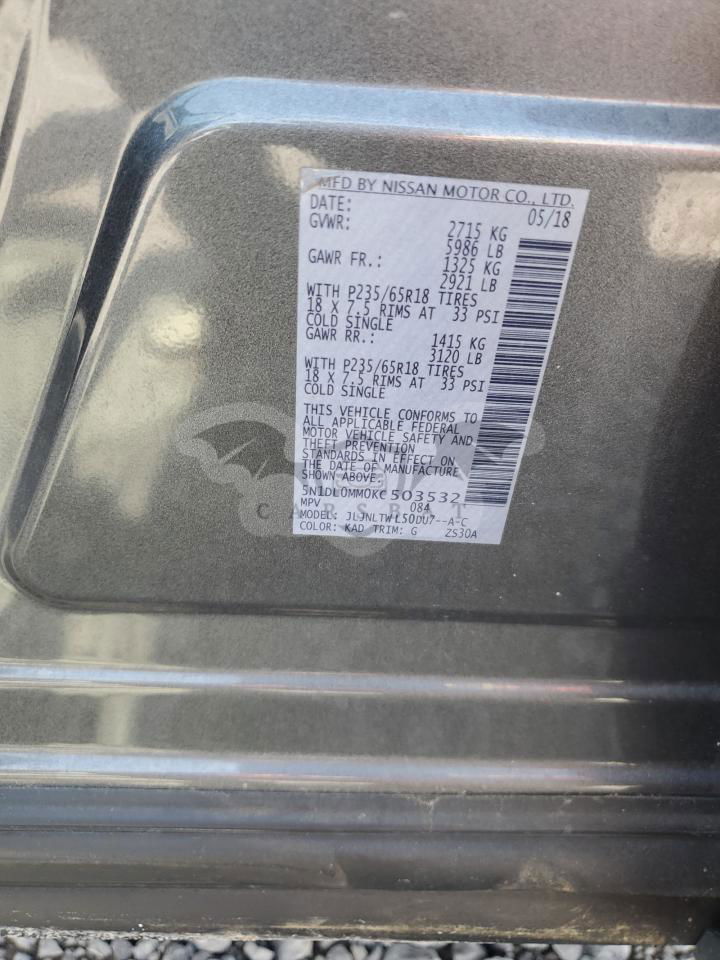 MFD BY NISSAN MOTOR CO., LTD.
DATE: 05/18
GVWR: 2715 KG
5986 LB
GAWR FR.: 1325 KG
2921 LB
WITH P235/65R18 TIRES
18 X 7.5 RIMS AT 33 PSI
COLD SINGLE
GAWR RR.: 1415 KG
3120 LB
WITH P235/65R18 TIRES
18 X 7.5 RIMS AT 33 PSI
COLD SINGLE
THIS VEHICLE CONFORMS TO
ALL APPLICABLE FEDERAL
MOTOR VEHICLE SAFETY AND
THEFT PREVENTION
STANDARDS IN EFFECT ON
THE DATE OF MANUFACTURE
SHOWN ABOVE.
5N1DL0MM0KC503532
MPV 084
MODEL: JLJNLTWL50DU7--A-C
COLOR: KAD TRIM: G ZS30A
CARSBAT